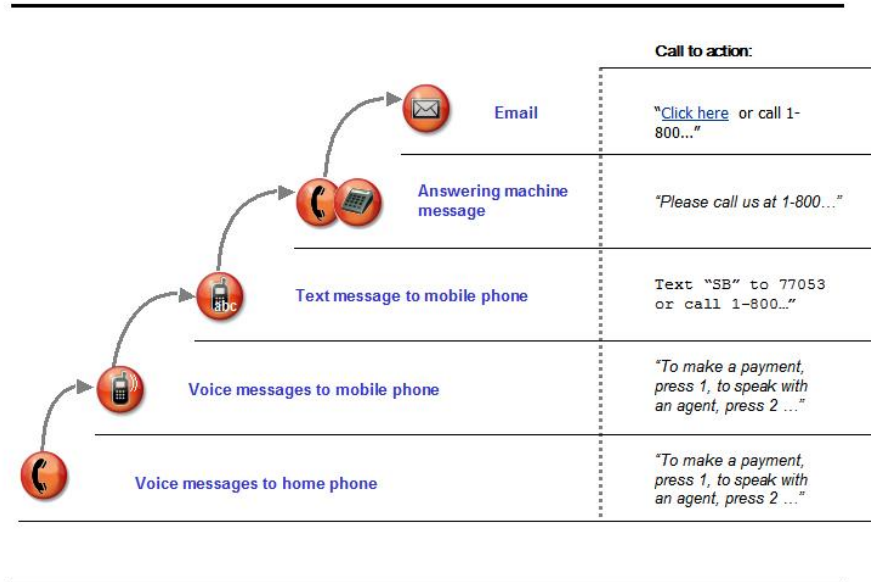 Call to action:
Email
“Click here or call 1-
800...”
Answering machine
message
“Please call us at 1-800…”
abc
Text message to mobile phone
Text “SB” to 77053
or call 1-800…”
Voice messages to mobile phone
“To make a payment,
press 1, to speak with
an agent, press 2 …”
Voice messages to home phone
“To make a payment,
press 1, to speak with
an agent, press 2 …”